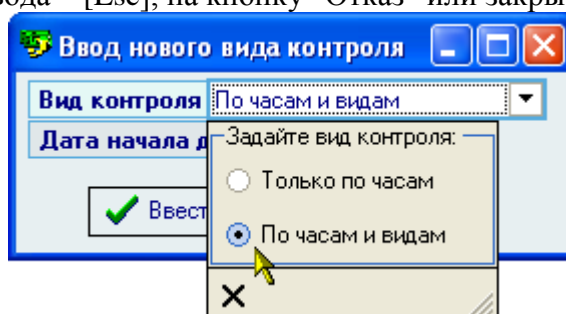 [Esc], на кнопку "Отказ" или закры
Ввод нового вида контроля
Вид контроля По часам и видам
Дата начала д
Задайте вид контроля:
Только по часам
По часам и видам
Ввест